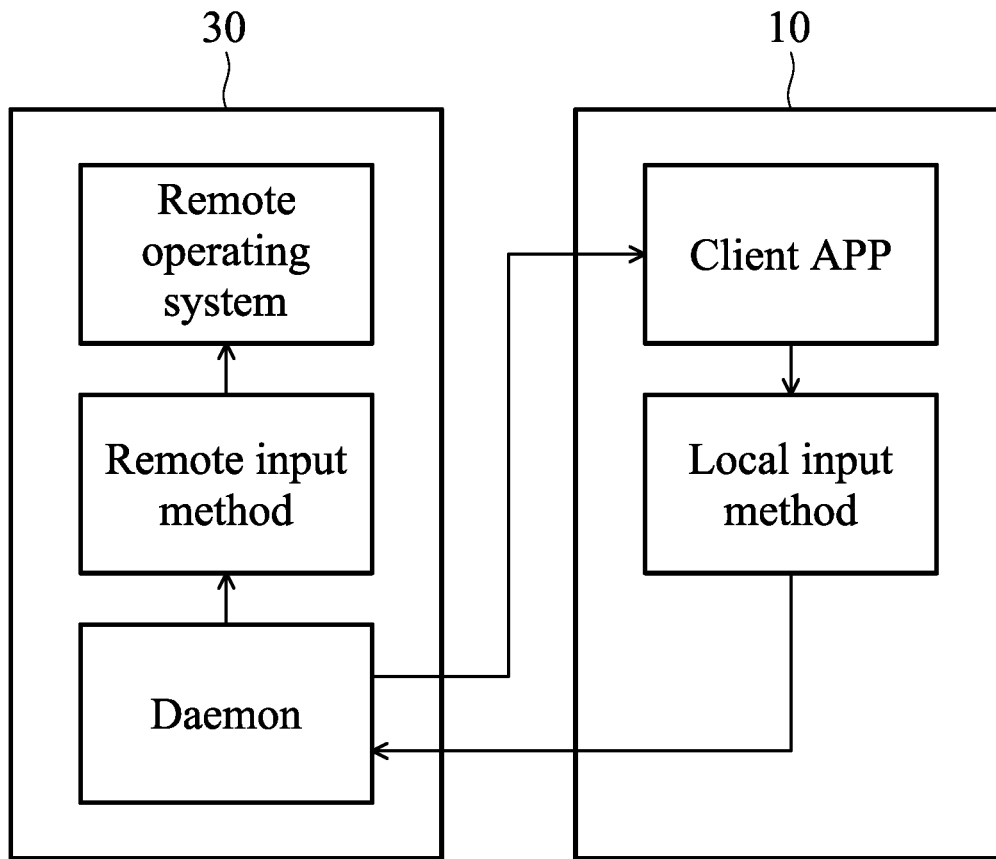 30
10
Remote
operating
system
Client APP
Remote input
method
Local input
method
Daemon